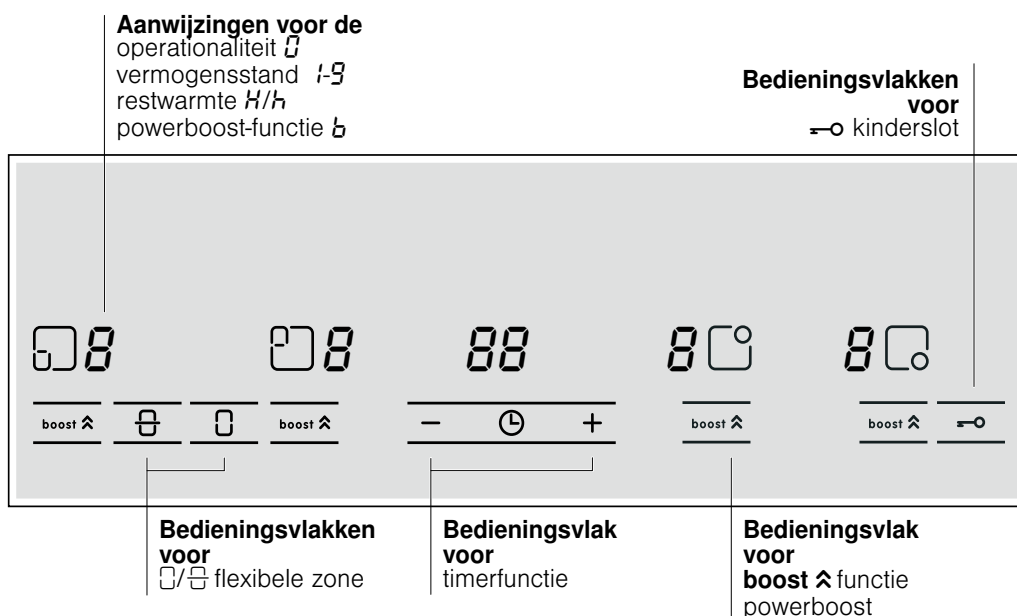 Aanwijzingen voor de
operationaliteit 0
vermogensstand 1-9
restwarmte H/h
powerboost-functie b
Bedieningsvlakken
voor
kinderslot
8 8 88 8 8
boost boost − + boost boost
Bedieningsvlakken
voor
/ flexibele zone
Bedieningsvlak
voor
timerfunctie
Bedieningsvlak
voor
boost functie
powerboost